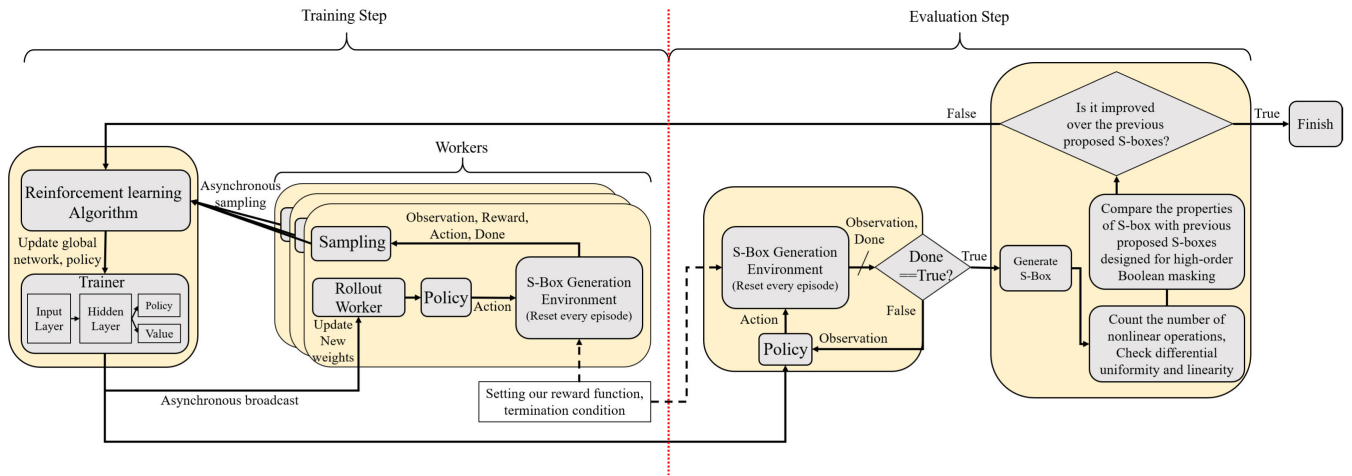 Training Step
Evaluation Step
False
Is it improved
over the previous
proposed S-boxes?
True
Finish
Workers
Reinforcement learning
Algorithm
Asynchronous
sampling
Update global
network, policy
Trainer
Input
Layer
Hidden
Layer
Policy
Value
Sampling
Observation, Reward,
Action, Done
Rollout
Worker
Policy
Action
S-Box Generation
Environment
(Reset every episode)
Update
New
weights
Asynchronous broadcast
Setting our reward function,
termination condition
S-Box Generation
Environment
(Reset every episode)
Observation,
Done
Done
==True?
True
False
Action
Observation
Policy
Generate
S-Box
Compare the properties
of S-box with previous
proposed S-boxes
designed for high-order
Boolean masking
Count the number of
nonlinear operations,
Check differential
uniformity and linearity